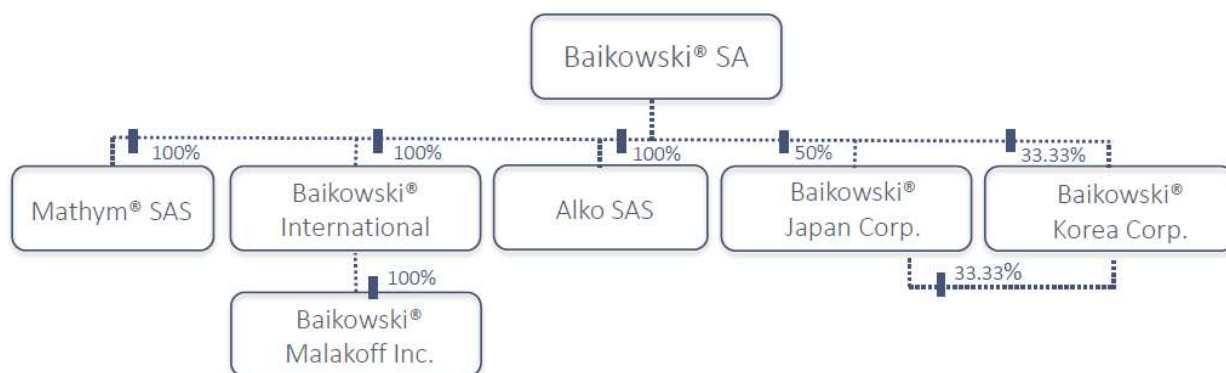 Baikowski® SA
100%
100%
100%
50%
33.33%
Mathym® SAS
Baikowski®
International
Alko SAS
Baikowski®
Japan Corp.
Baikowski®
Korea Corp.
100%
33.33%
Baikowski®
Malakoff Inc.